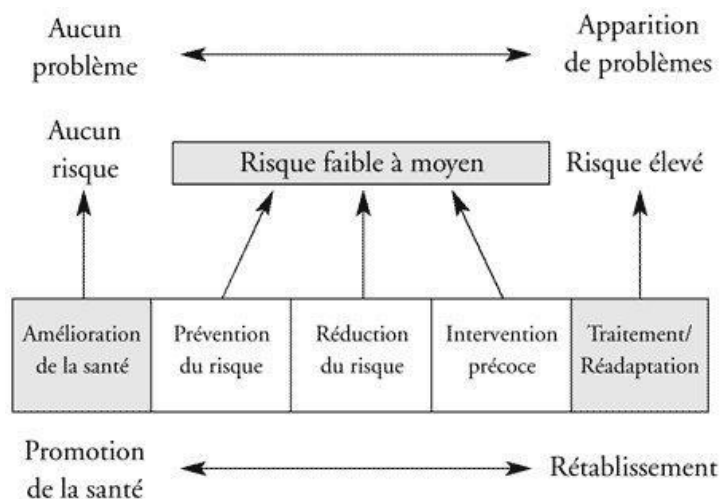 Aucun
problème
Apparition
de problèmes
Aucun
risque
Risque faible à moyen
Risque élevé
Amélioration
de la santé
Prévention
du risque
Réduction
du risque
Intervention
précoce
Traitement/
Réadaptation
Promotion
de la santé
Rétablissement